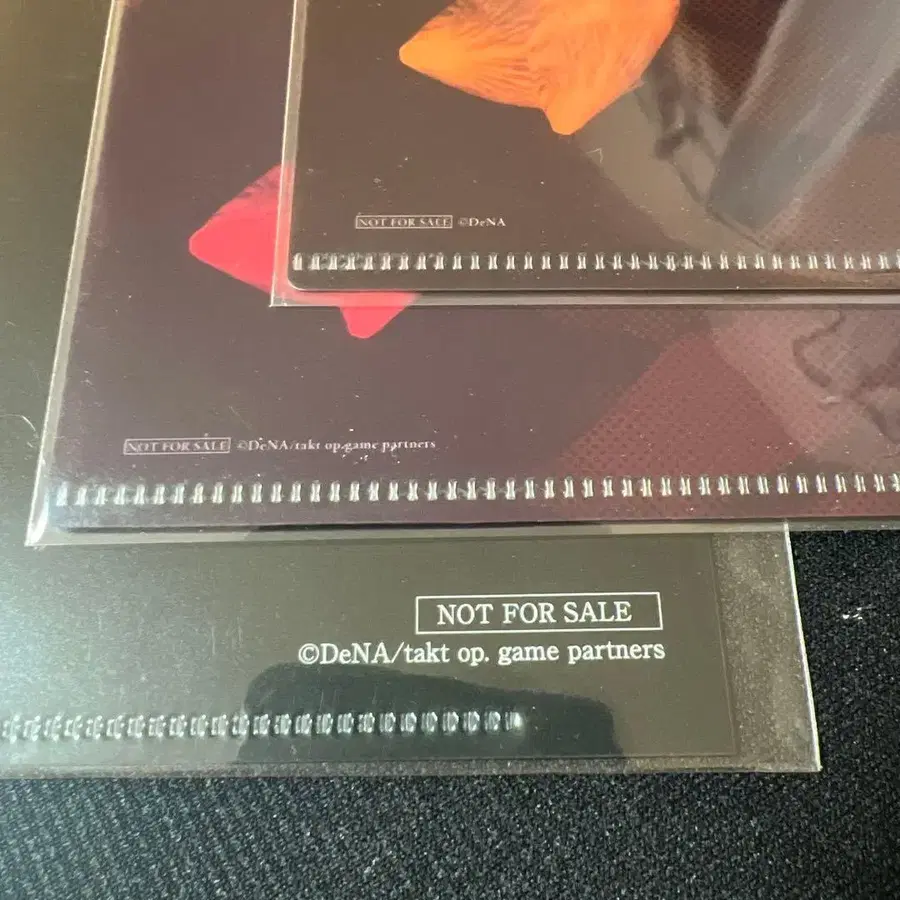 NOT FOR SALE ©DeNA
NOT FOR SALE ©DeNA/takt op.game partners
NOT FOR SALE
©DeNA/takt op. game partners